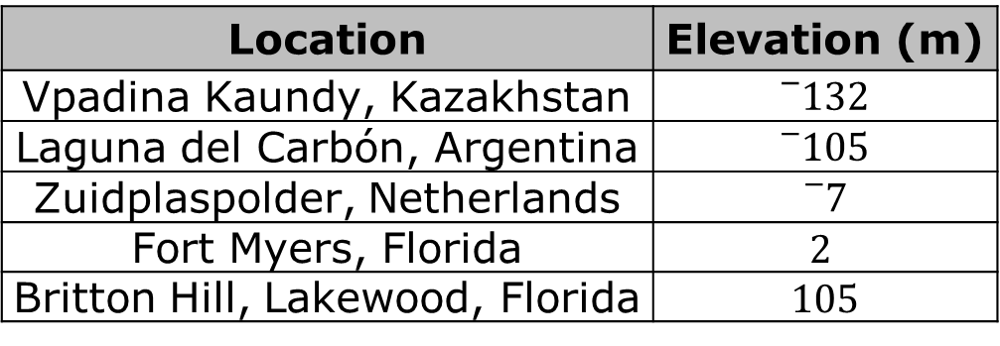 Location Elevation (m)
Vpadina Kaundy, Kazakhstan ⁻132
Laguna del Carbón, Argentina ⁻105
Zuidplaspolder, Netherlands ⁻7
Fort Myers, Florida 2
Britton Hill, Lakewood, Florida 105